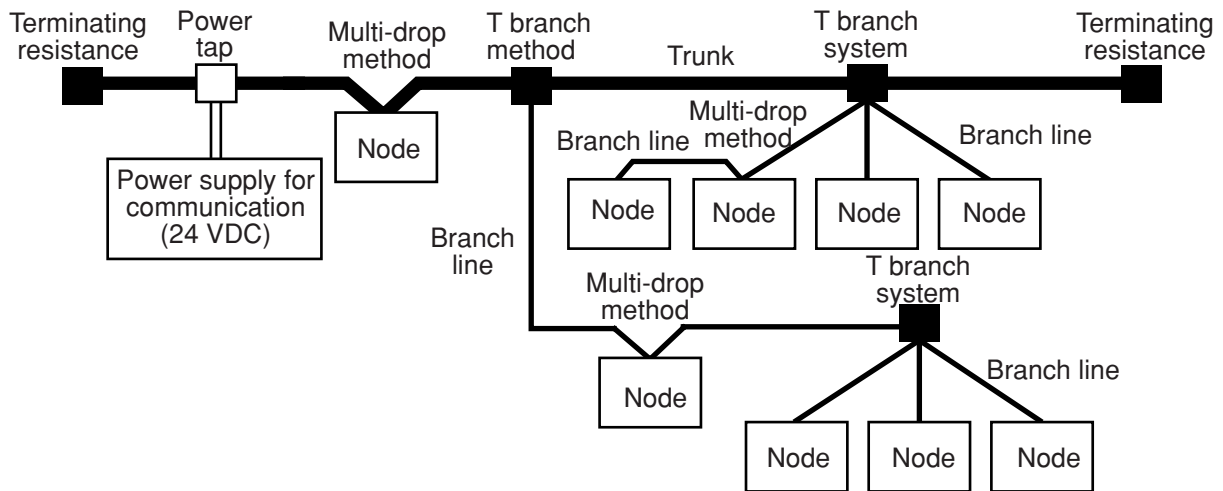 Terminating
resistance
Power
tap
Multi-drop
method
T branch
method
Trunk
T branch
system
Terminating
resistance
Node
Power supply for
communication
(24 VDC)
Multi-drop
method
Branch line
Branch line
Node
Node
Node
Node
Branch
line
Multi-drop
method
T branch
system
Node
Branch line
Node
Node
Node